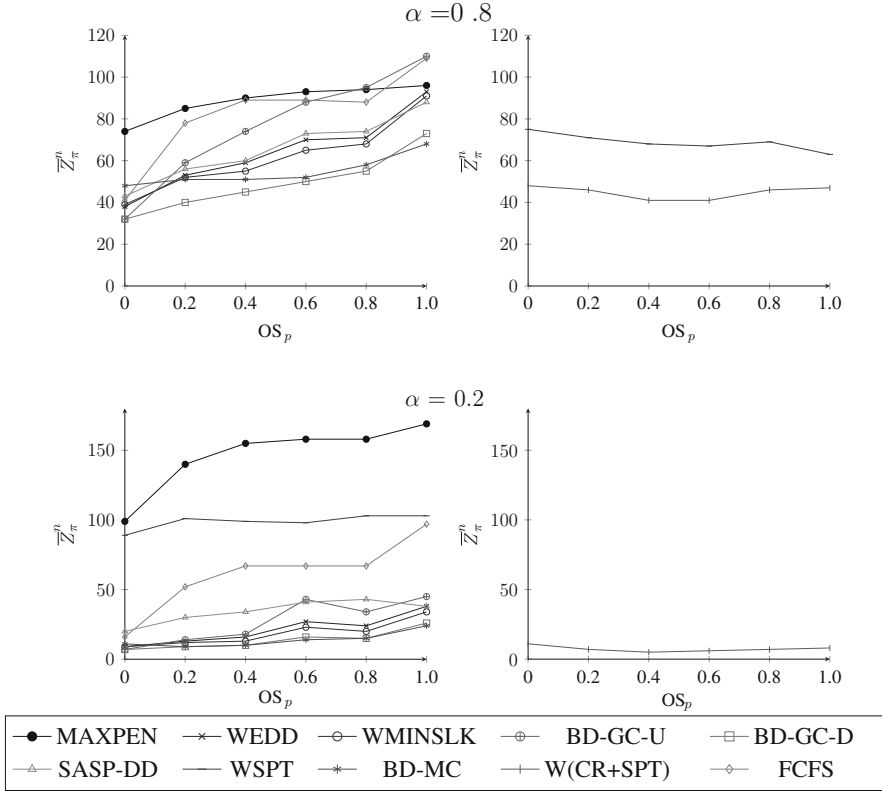 α =0 .8
120
100
80
60
40
20
0
Z̅ⁿ_π
0 0.2 0.4 0.6 0.8 1.0
OS_p
120
100
80
60
40
20
0
Z̅ⁿ_π
0 0.2 0.4 0.6 0.8 1.0
OS_p
α = 0.2
150
100
50
0
Z̅ⁿ_π
0 0.2 0.4 0.6 0.8 1.0
OS_p
150
100
50
0
Z̅ⁿ_π
0 0.2 0.4 0.6 0.8 1.0
OS_p
MAXPEN WEDD WMINSLK BD-GC-U BD-GC-D
SASP-DD WSPT BD-MC W(CR+SPT) FCFS